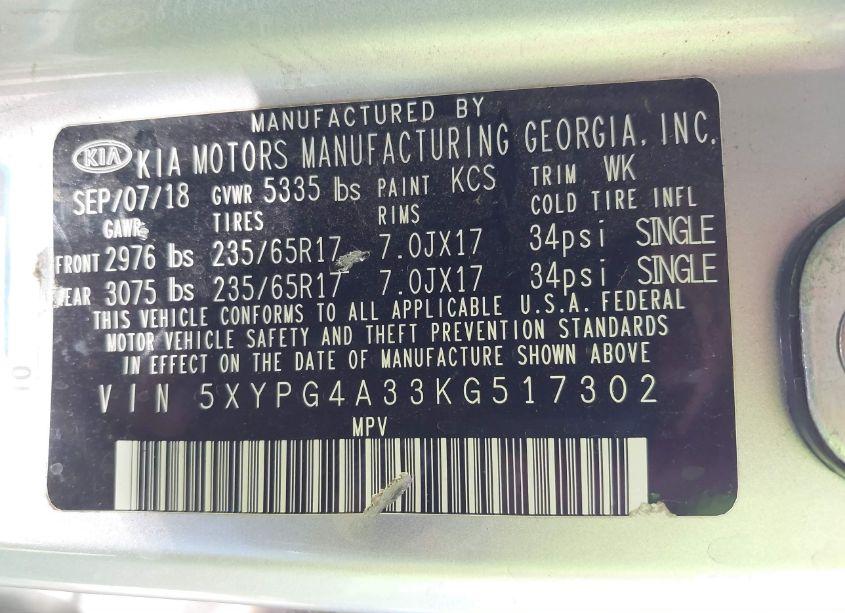 MANUFACTURED BY
KIA KIA MOTORS MANUFACTURING GEORGIA, INC.
SEP/07/18 GVWR 5335 lbs PAINT KCS TRIM WK
GAWR TIRES RIMS COLD TIRE INFL
FRONT 2976 lbs 235/65R17 7.0JX17 34psi SINGLE
REAR 3075 lbs 235/65R17 7.0JX17 34psi SINGLE
THIS VEHICLE CONFORMS TO ALL APPLICABLE U.S.A. FEDERAL
MOTOR VEHICLE SAFETY AND THEFT PREVENTION STANDARDS
IN EFFECT ON THE DATE OF MANUFACTURE SHOWN ABOVE
VIN 5XYPG4A33KG517302
MPV